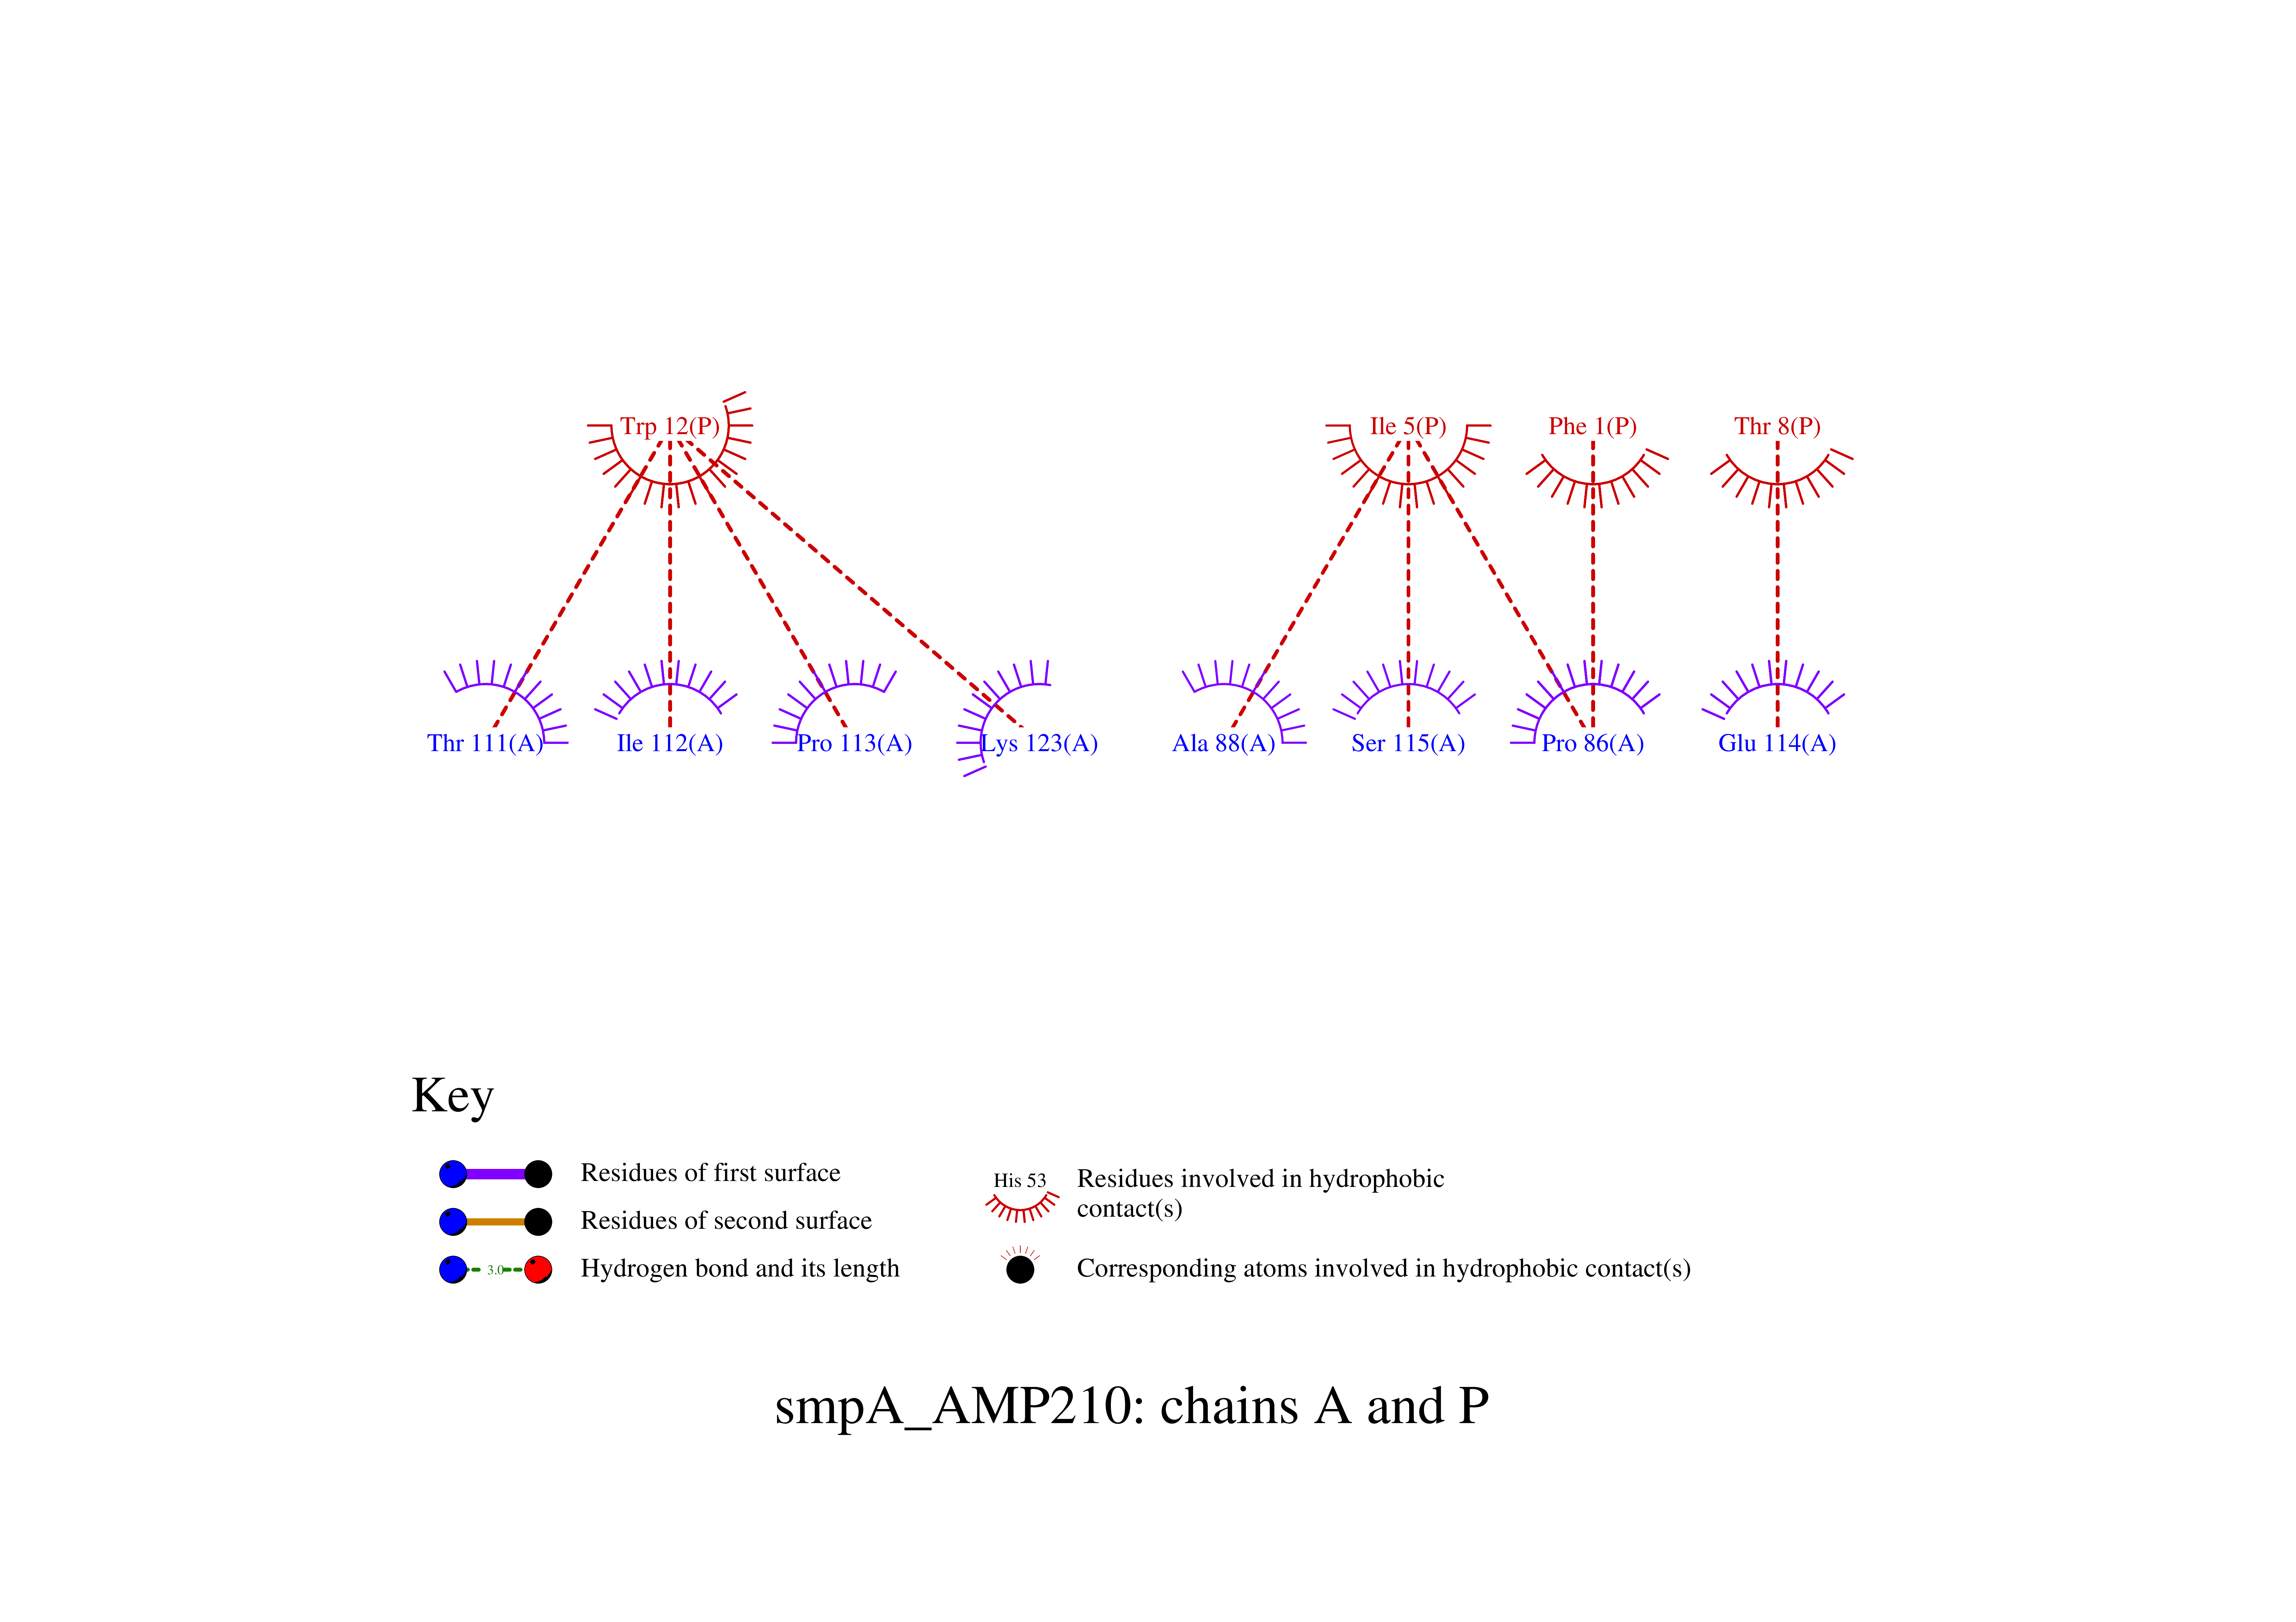 Trp 12(P) Ile 5(P) Phe 1(P) Thr 8(P)
Thr 111(A) Ile 112(A) Pro 113(A) Lys 123(A) Ala 88(A) Ser 115(A) Pro 86(A) Glu 114(A)
Key
Residues of first surface
Residues of second surface
3.0 Hydrogen bond and its length
His 53 Residues involved in hydrophobic
contact(s)
Corresponding atoms involved in hydrophobic contact(s)
smpA_AMP210: chains A and P